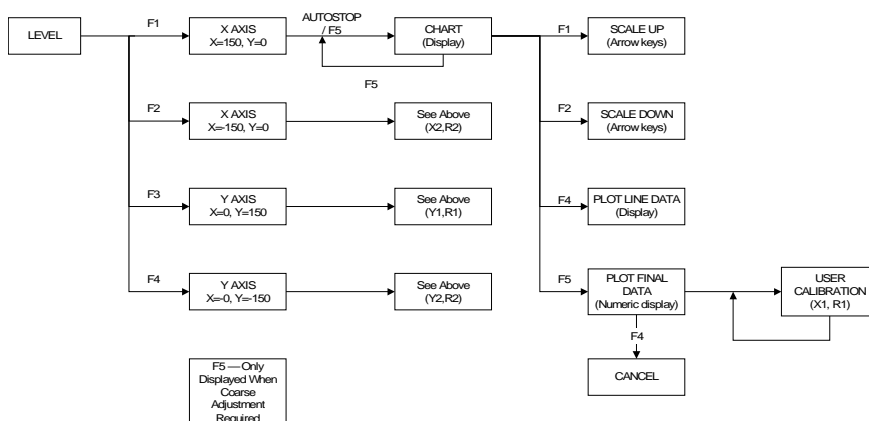 LEVEL
F1
X AXIS
X=150, Y=0
AUTOSTOP
/ F5
CHART
(Display)
F5
F1
SCALE UP
(Arrow keys)
F2
X AXIS
X=-150, Y=0
See Above
(X2,R2)
F2
SCALE DOWN
(Arrow keys)
F3
Y AXIS
X=0, Y=150
See Above
(Y1,R1)
F4
PLOT LINE DATA
(Display)
F4
Y AXIS
X=-0, Y=-150
See Above
(Y2,R2)
F5
PLOT FINAL
DATA
(Numeric display)
USER
CALIBRATION
(X1, R1)
F4
CANCEL
F5 — Only
Displayed When
Coarse
Adjustment
Required